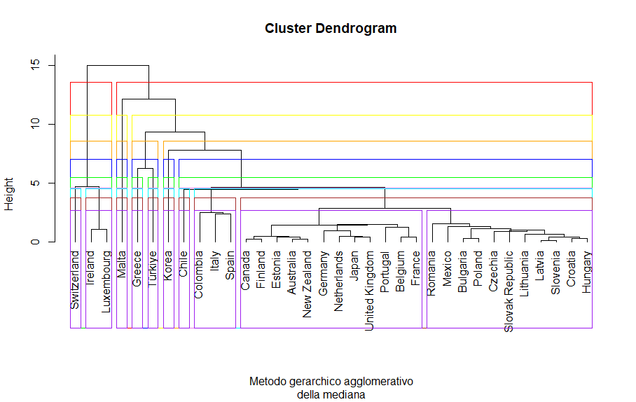 Cluster Dendrogram
Height
15
10
5
0
Switzerland
Ireland
Luxembourg
Malta
Greece
Türkiye
Korea
Chile
Colombia
Italy
Spain
Canada
Finland
Estonia
Australia
New Zealand
Germany
Netherlands
Japan
United Kingdom
Portugal
Belgium
France
Romania
Mexico
Bulgaria
Poland
Czechia
Slovak Republic
Lithuania
Latvia
Slovenia
Croatia
Hungary
Metodo gerarchico agglomerativo
della mediana